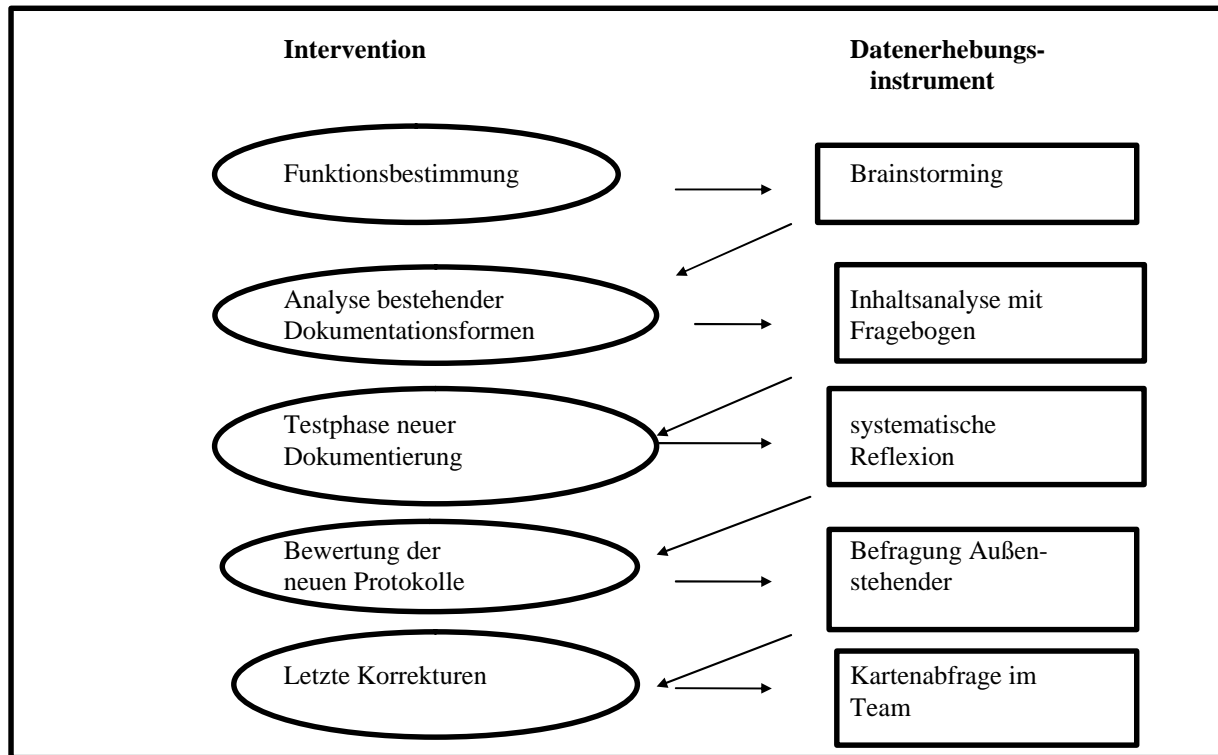 Intervention
Datenerhebungs-
instrument
Funktionsbestimmung
Brainstorming
Analyse bestehender
Dokumentationsformen
Inhaltsanalyse mit
Fragebogen
Testphase neuer
Dokumentierung
systematische
Reflexion
Bewertung der
neuen Protokolle
Befragung Außen-
stehender
Letzte Korrekturen
Kartenabfrage im
Team